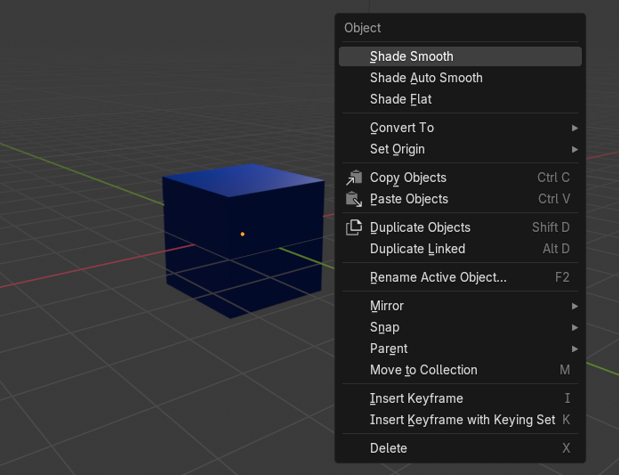 Object
Shade Smooth
Shade Auto Smooth
Shade Flat
Convert To
Set Origin
Copy Objects Ctrl C
Paste Objects Ctrl V
Duplicate Objects Shift D
Duplicate Linked Alt D
Rename Active Object... F2
Mirror
Snap
Parent
Move to Collection M
Insert Keyframe I
Insert Keyframe with Keying Set K
Delete X